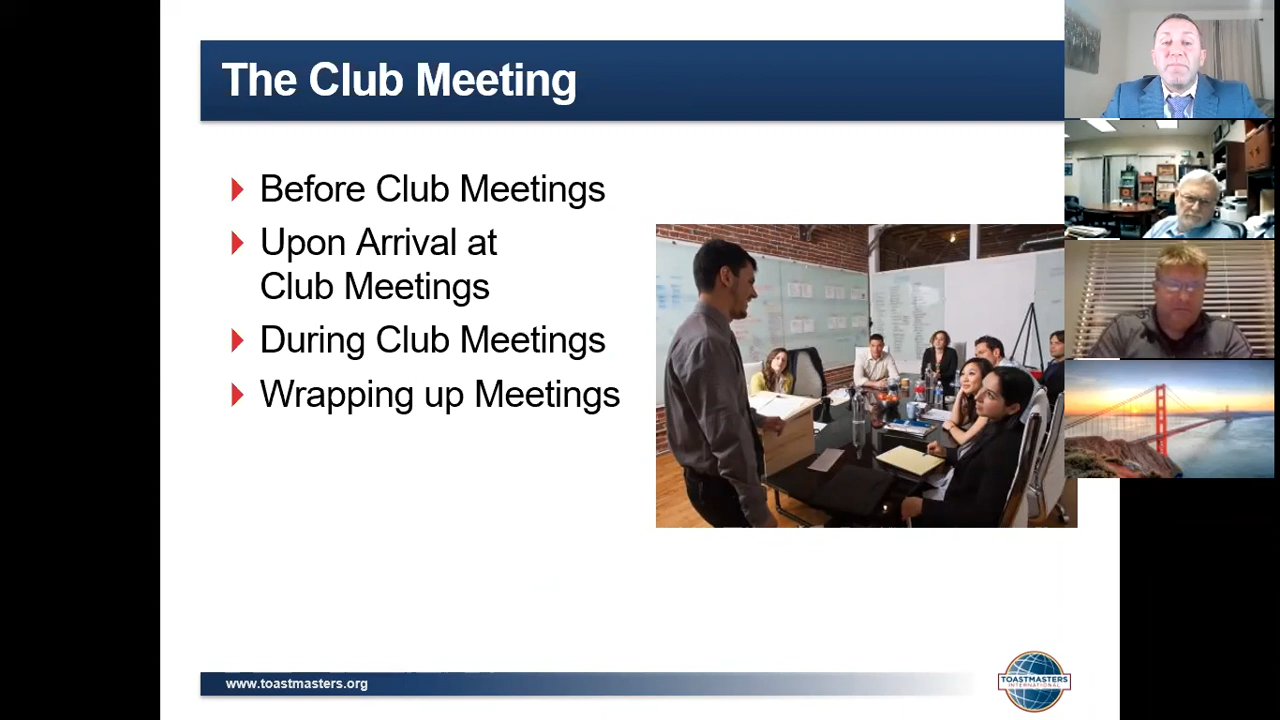 The Club Meeting
Before Club Meetings
Upon Arrival at
Club Meetings
During Club Meetings
Wrapping up Meetings
www.toastmasters.org
TOASTMASTERS
INTERNATIONAL